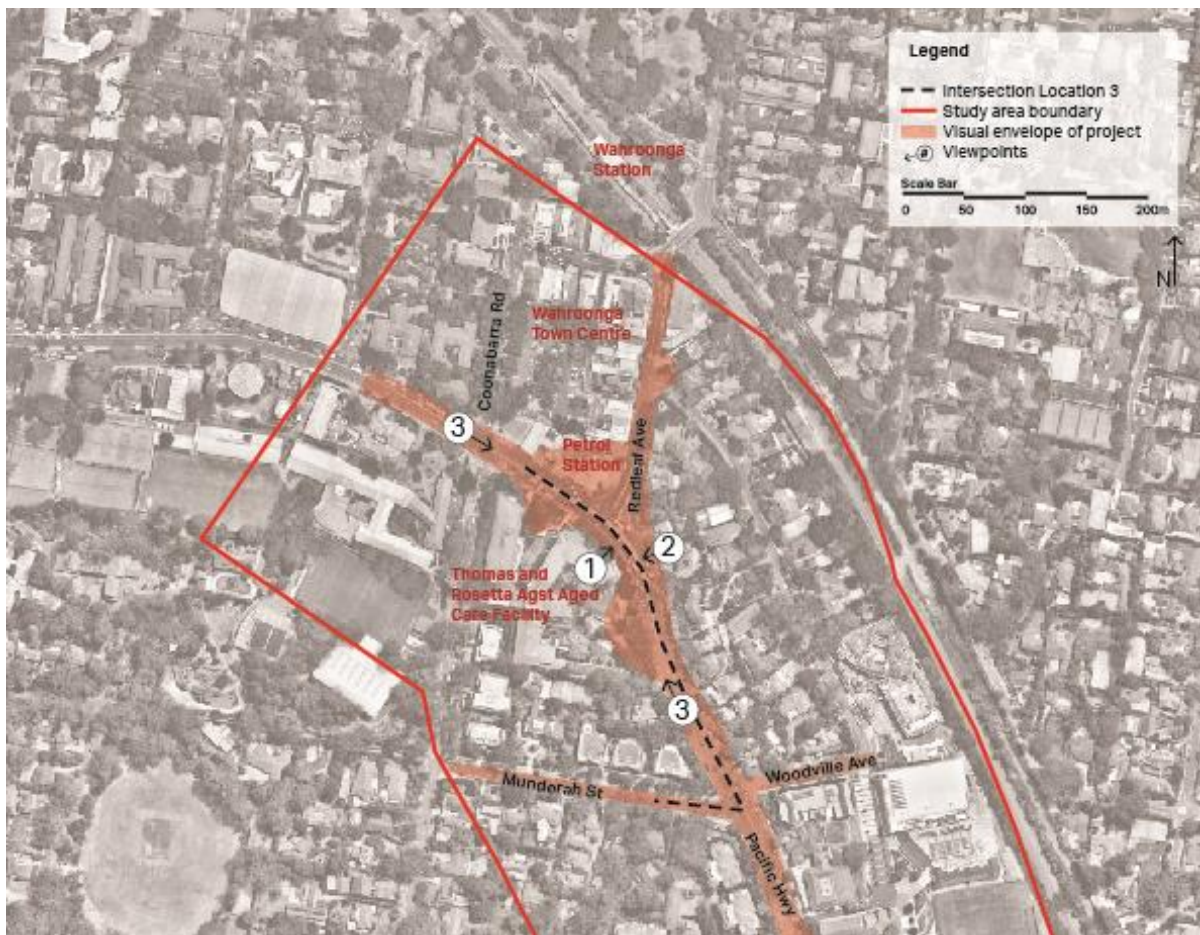 Legend
Intersection Location 3
Study area boundary
Visual envelope of project
# Viewpoints
Scale Bar
0 50 100 150 200m
N
Wahroonga
Station
Wahroonga
Town Centre
Coonabarra Rd
3
Petrol
Station
Redleaf Ave
1
2
Thomas and
Rosetta Agst Aged
Care Facility
3
Woodville Ave
Munderah St
Pacific Hwy